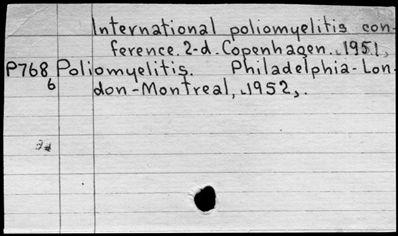 International poliomyelitis con-
ference. 2-d. Copenhagen. 1951.
P768 Poliomyelitis. Philadelphia-Lon-
6 don-Montreal, 1952.